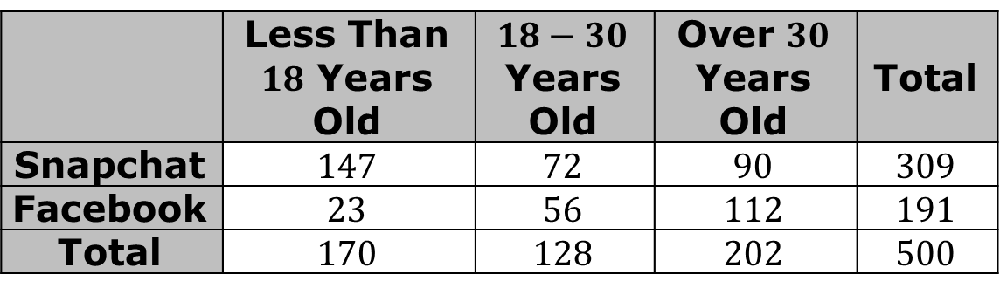 Less Than 18 – 30 Over 30
18 Years Years Years Total
Old Old Old
Snapchat 147 72 90 309
Facebook 23 56 112 191
Total 170 128 202 500